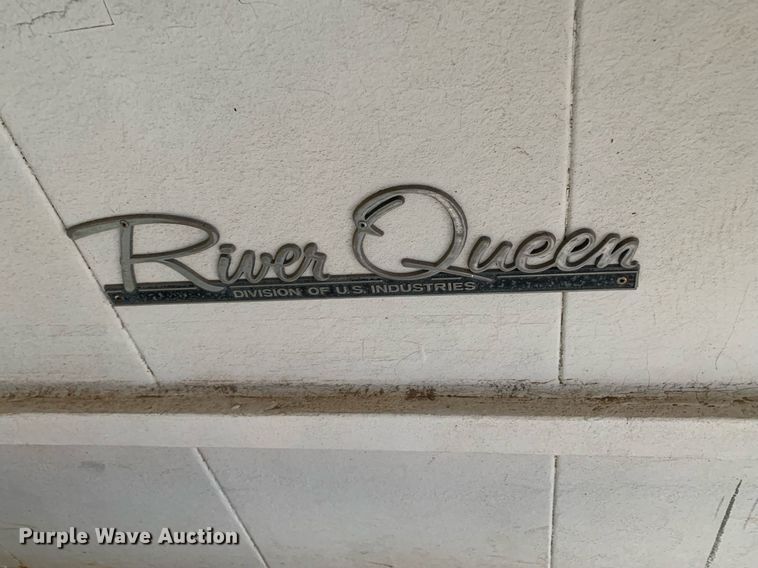 River Queen
DIVISION OF U.S. INDUSTRIES
Purple Wave Auction